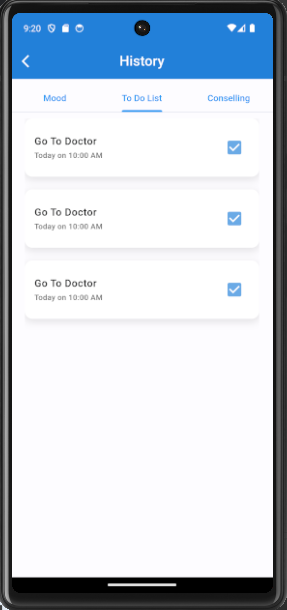 9:20
History
Mood
To Do List
Conselling
Go To Doctor
Today on 10:00 AM
Go To Doctor
Today on 10:00 AM
Go To Doctor
Today on 10:00 AM